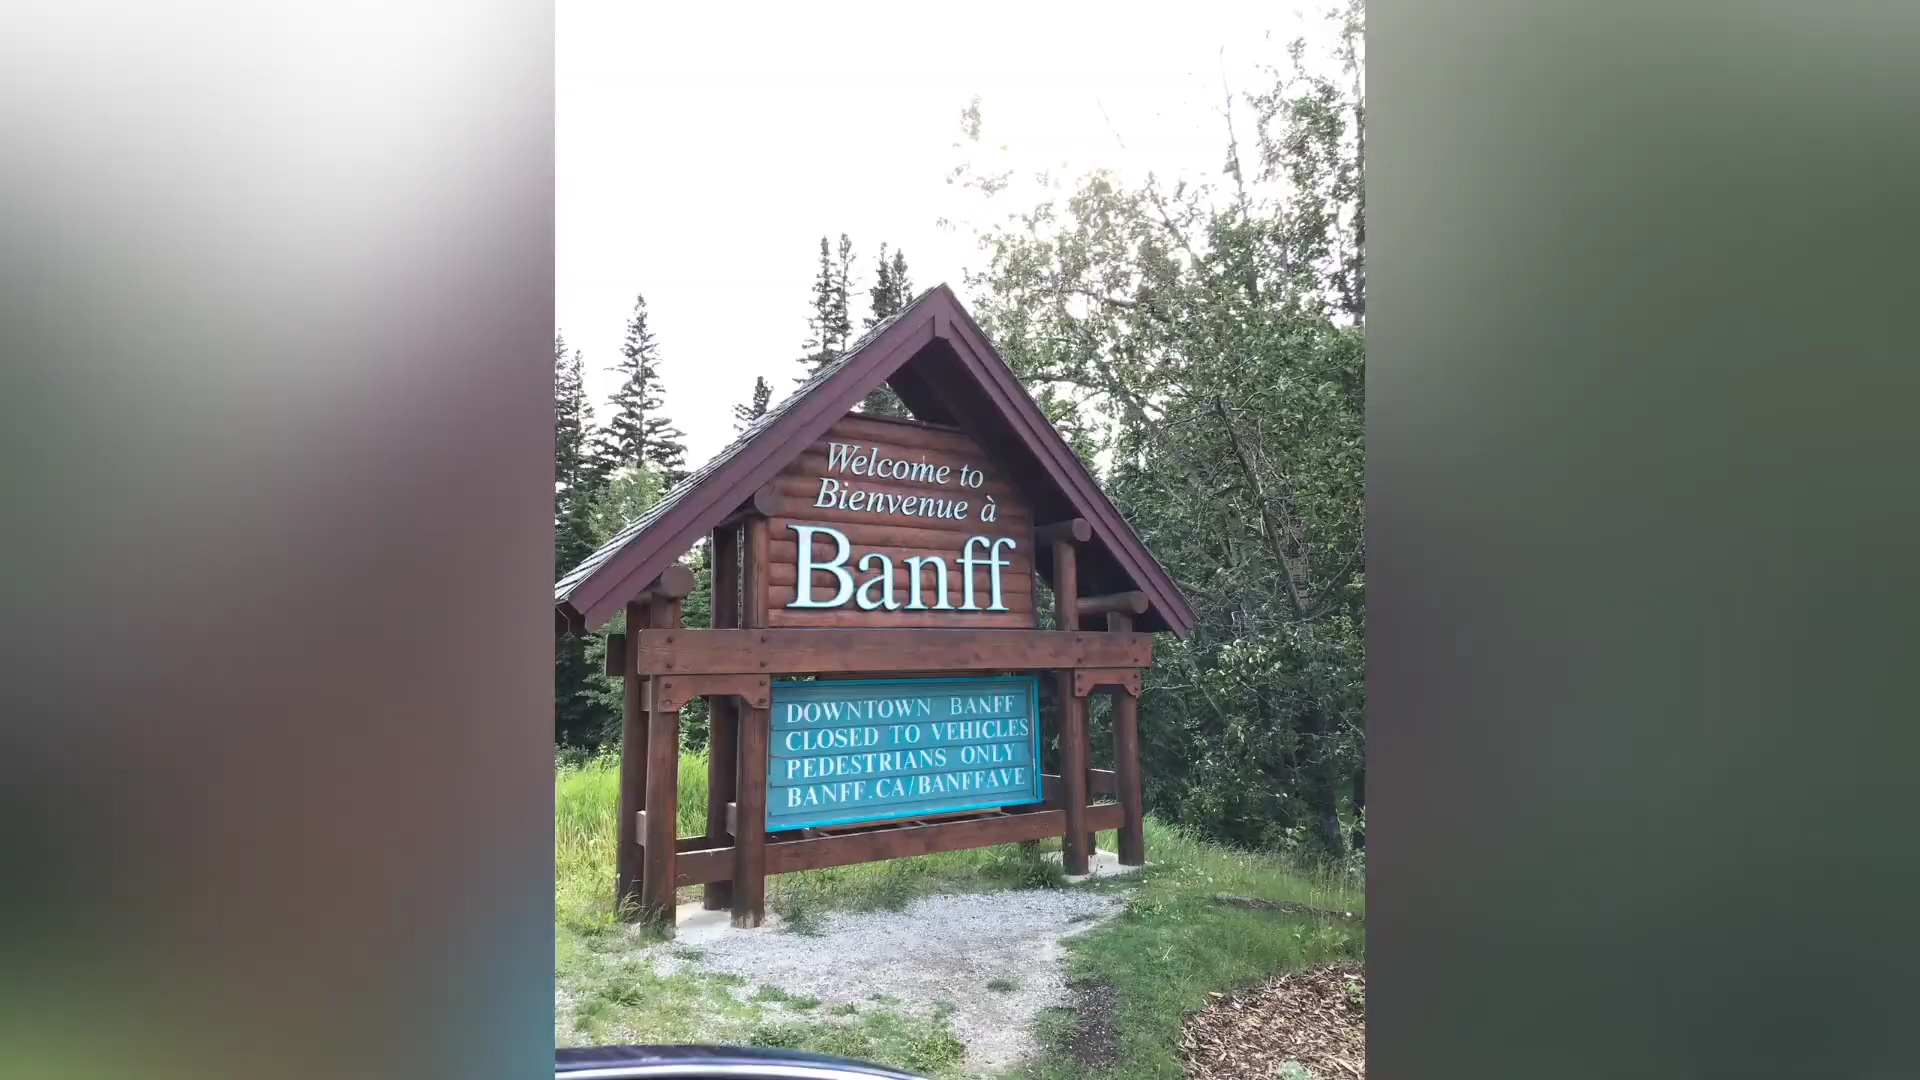 Welcome to
Bienvenue à
Banff
DOWNTOWN BANFF
CLOSED TO VEHICLES
PEDESTRIANS ONLY
BANFF.CA/BANFFAVE